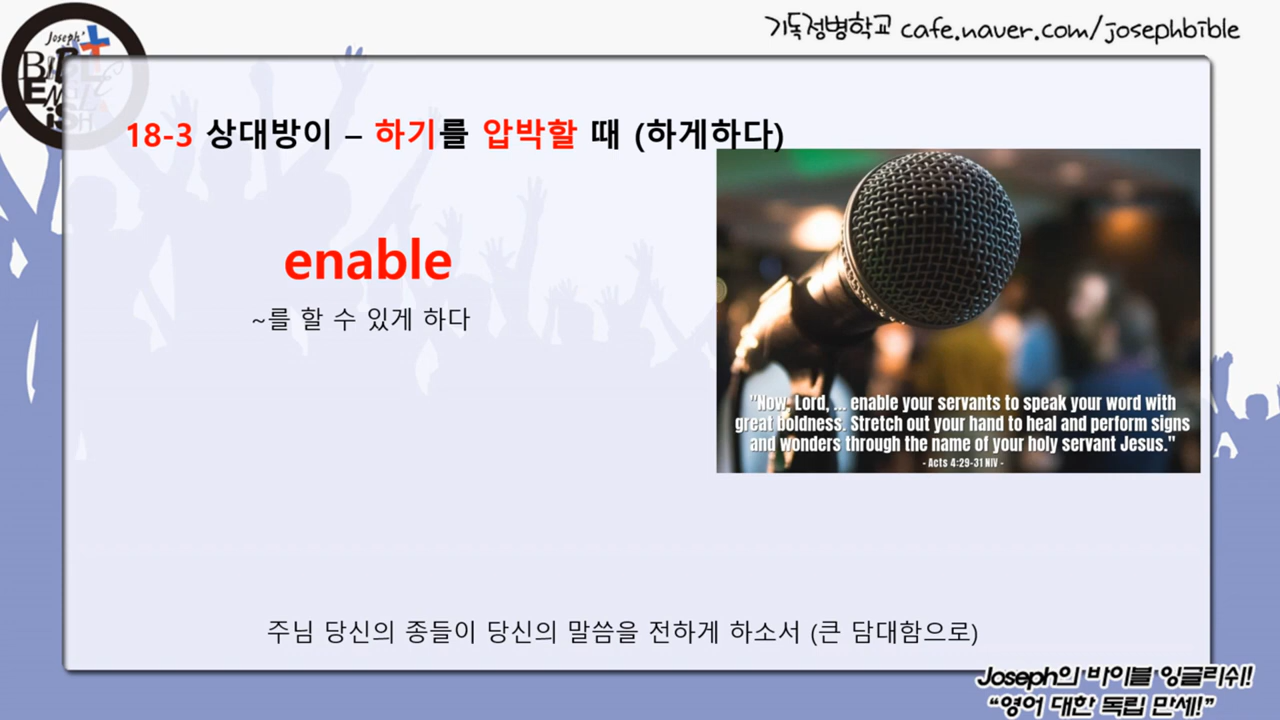 Joseph'
BIBLE
ENGL
iSH
기독정병학교 cafe.naver.com/josephbible
18-3 상대방이 – 하기를 압박할 때 (하게하다)
enable
~를 할 수 있게 하다
"Now, Lord, ... enable your servants to speak your word with
great boldness. Stretch out your hand to heal and perform signs
and wonders through the name of your holy servant Jesus."
- Acts 4:29-31 NIV -
주님 당신의 종들이 당신의 말씀을 전하게 하소서 (큰 담대함으로)
Joseph의 바이블 잉글리쉬!
“영어 대한 독립 만세!”